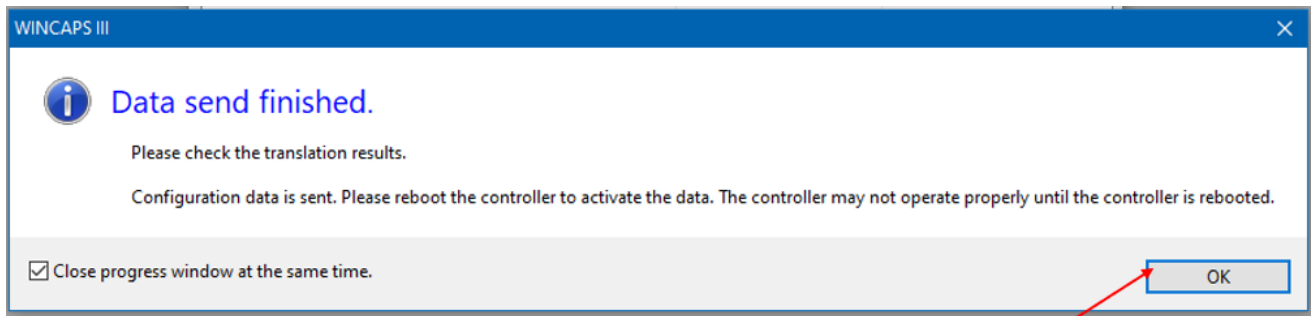 WINCAPS III
Data send finished.
Please check the translation results.
Configuration data is sent. Please reboot the controller to activate the data. The controller may not operate properly until the controller is rebooted.
Close progress window at the same time.
OK